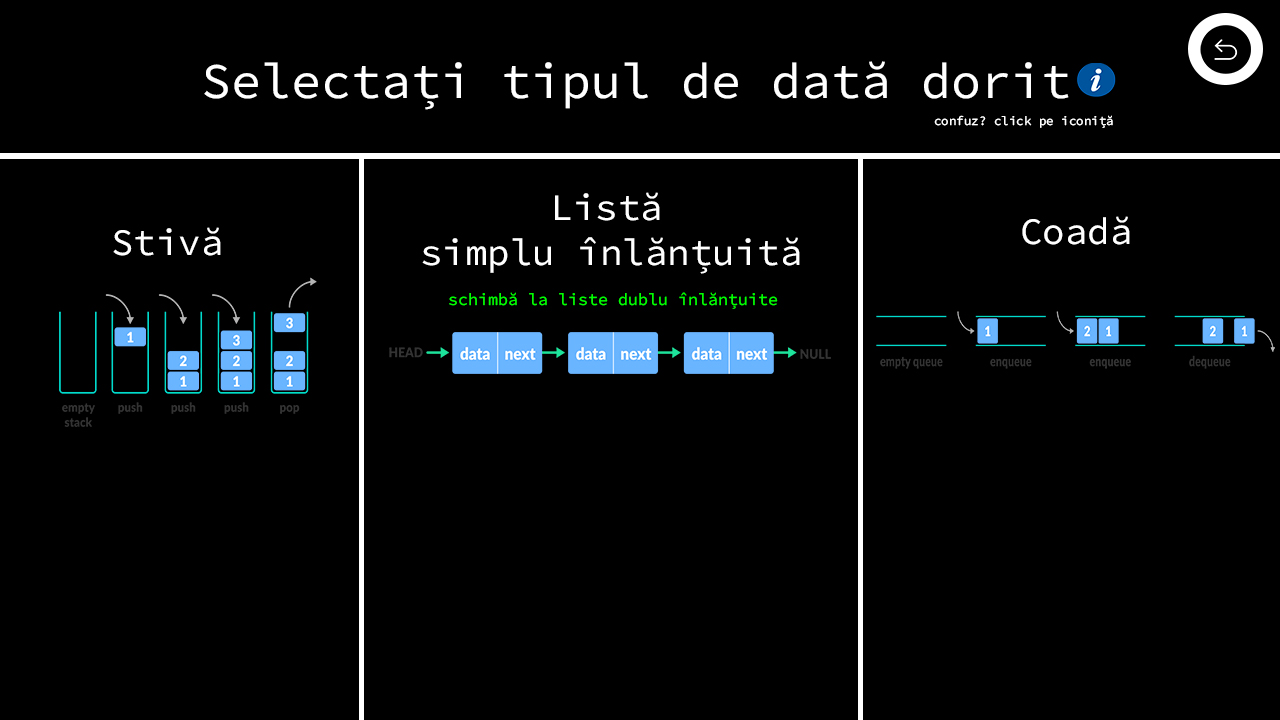 Selectați tipul de dată dorit i
confuz? click pe iconiță
Stivă
1
2
1
3
2
1
3
2
1
empty
stack
push
push
push
pop
Listă
simplu înlănțuită
schimbă la liste dublu înlănțuite
HEAD data next data next data next NULL
Coadă
1
2 1
2 1
empty queue
enqueue
enqueue
dequeue